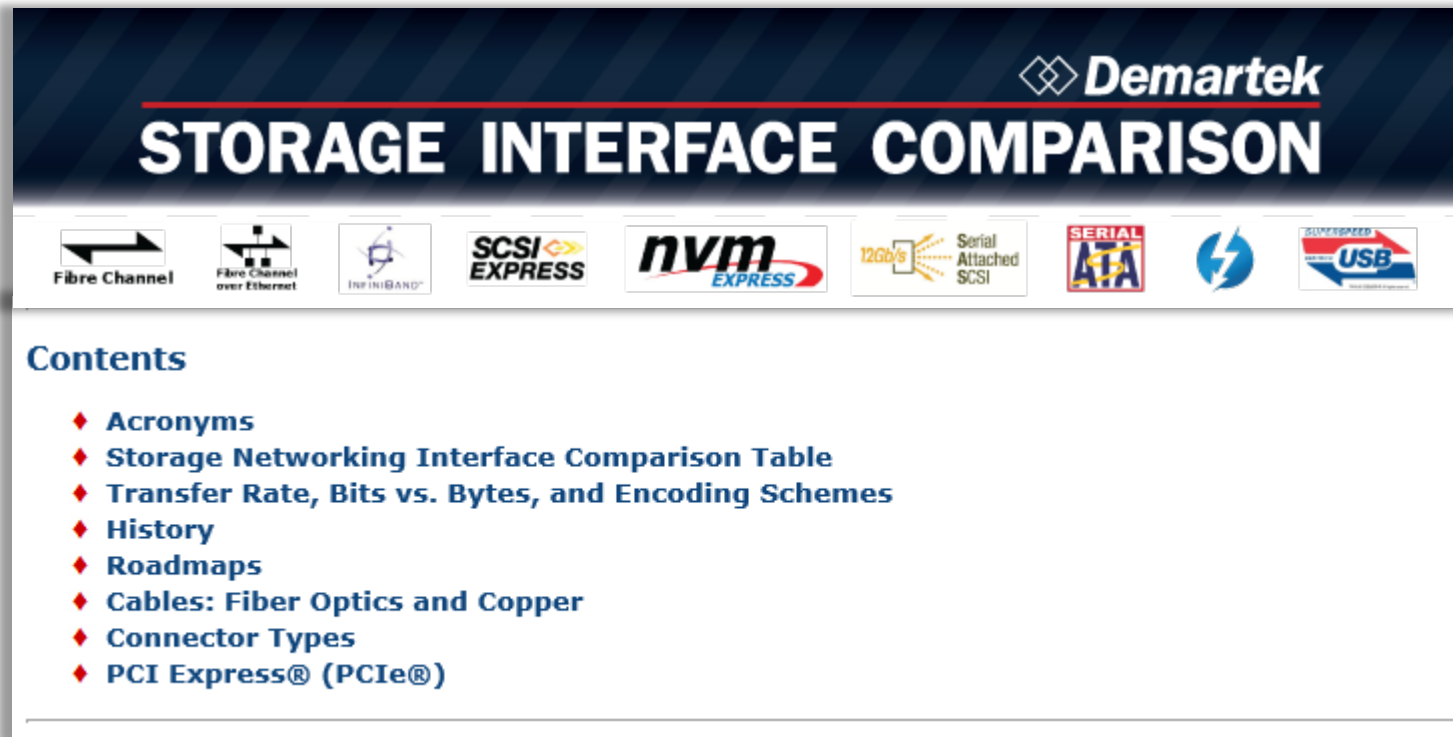 Demartek
STORAGE INTERFACE COMPARISON
Fibre Channel
Fibre Channel
over Ethernet
INFINIBAND™
SCSI
EXPRESS
nvm
EXPRESS
12Gb/s
Serial
Attached
SCSI
SERIAL
ATA
SUPERSPEED
USB
Contents
Acronyms
Storage Networking Interface Comparison Table
Transfer Rate, Bits vs. Bytes, and Encoding Schemes
History
Roadmaps
Cables: Fiber Optics and Copper
Connector Types
PCI Express® (PCIe®)